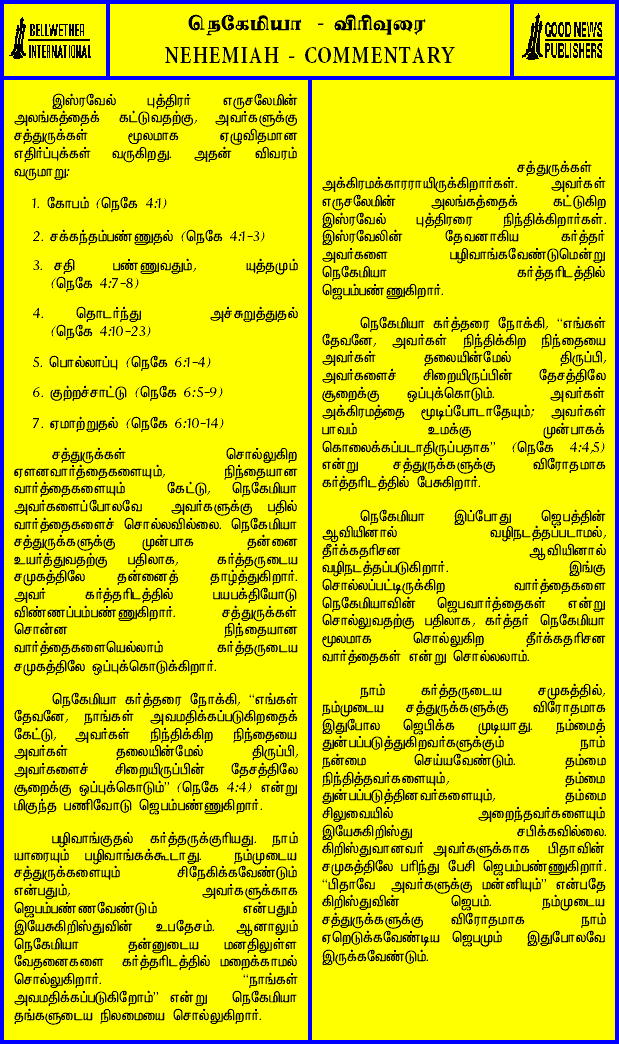 BELLWETHER
INTERNATIONAL
நெகேமியா - விரிவுரை
NEHEMIAH - COMMENTARY
GOOD NEWS
PUBLISHERS
இஸ்ரவேல் புத்திரர் எருசலேமின்
அலங்கத்தைக் கட்டுவதற்கு, அவர்களுக்கு
சத்துருக்கள் மூலமாக ஏழுவிதமான
எதிர்ப்புக்கள் வருகிறது. அதன் விவரம்
வருமாறு:
1. கோபம் (நெகே 4:1)
2. சக்கந்தம்பண்ணுதல் (நெகே 4:1-3)
3. சதி பண்ணுவதும், யுத்தமும்
(நெகே 4:7-8)
4. தொடர்ந்து அச்சுறுத்துதல்
(நெகே 4:10-23)
5. பொல்லாப்பு (நெகே 6:1-4)
6. குற்றச்சாட்டு (நெகே 6:5-9)
7. ஏமாற்றுதல் (நெகே 6:10-14)
சத்துருக்கள் சொல்லுகிற
ஏளனவார்த்தைகளையும், நிந்தையான
வார்த்தைகளையும் கேட்டு, நெகேமியா
அவர்களைப்போலவே அவர்களுக்கு பதில்
வார்த்தைகளைச் சொல்லவில்லை. நெகேமியா
சத்துருக்களுக்கு முன்பாக தன்னை
உயர்த்துவதற்கு பதிலாக, கர்த்தருடைய
சமுகத்திலே தன்னைத் தாழ்த்துகிறார்.
அவர் கர்த்தரிடத்தில் பயபக்தியோடு
விண்ணப்பம்பண்ணுகிறார். சத்துருக்கள்
சொன்ன நிந்தையான
வார்த்தைகளையெல்லாம் கர்த்தருடைய
சமுகத்திலே ஒப்புக்கொடுக்கிறார்.
நெகேமியா கர்த்தரை நோக்கி, "எங்கள்
தேவனே, நாங்கள் அவமதிக்கப்படுகிறதைக்
கேட்டு, அவர்கள் நிந்திக்கிற நிந்தையை
அவர்கள் தலையின்மேல் திருப்பி,
அவர்களைச் சிறையிருப்பின் தேசத்திலே
சூறைக்கு ஒப்புக்கொடும்" (நெகே 4:4) என்று
மிகுந்த பணிவோடு ஜெபம்பண்ணுகிறார்.
பழிவாங்குதல் கர்த்தருக்குரியது. நாம்
யாரையும் பழிவாங்கக்கூடாது. நம்முடைய
சத்துருக்களையும் சிநேகிக்கவேண்டும்
என்பதும், அவர்களுக்காக
ஜெபம்பண்ணவேண்டும் என்பதும்
இயேசுகிறிஸ்துவின் உபதேசம். ஆனாலும்
நெகேமியா தன்னுடைய மனதிலுள்ள
வேதனைகளை கர்த்தரிடத்தில் மறைக்காமல்
சொல்லுகிறார். "நாங்கள்
அவமதிக்கப்படுகிறோம்" என்று நெகேமியா
தங்களுடைய நிலமையை சொல்லுகிறார்.
சத்துருக்கள்
அக்கிரமக்காரராயிருக்கிறார்கள். அவர்கள்
எருசலேமின் அலங்கத்தைக் கட்டுகிற
இஸ்ரவேல் புத்திரரை நிந்திக்கிறார்கள்.
இஸ்ரவேலின் தேவனாகிய கர்த்தர்
அவர்களை பழிவாங்கவேண்டுமென்று
நெகேமியா கர்த்தரிடத்தில்
ஜெபம்பண்ணுகிறார்.
நெகேமியா கர்த்தரை நோக்கி, "எங்கள்
தேவனே, அவர்கள் நிந்திக்கிற நிந்தையை
அவர்கள் தலையின்மேல் திருப்பி,
அவர்களைச் சிறையிருப்பின் தேசத்திலே
சூறைக்கு ஒப்புக்கொடும். அவர்கள்
அக்கிரமத்தை மூடிப்போடாதேயும்; அவர்கள்
பாவம் உமக்கு முன்பாகக்
கொலைக்கப்படாதிருப்பதாக" (நெகே 4:4,5)
என்று சத்துருக்களுக்கு விரோதமாக
கர்த்தரிடத்தில் பேசுகிறார்.
நெகேமியா இப்போது ஜெபத்தின்
ஆவியினால் வழிநடத்தப்படாமல்,
தீர்க்கதரிசன ஆவியினால்
வழிநடத்தப்படுகிறார். இங்கு
சொல்லப்பட்டிருக்கிற வார்த்தைகளை
நெகேமியாவின் ஜெபவார்த்தைகள் என்று
சொல்லுவதற்கு பதிலாக, கர்த்தர் நெகேமியா
மூலமாக சொல்லுகிற தீர்க்கதரிசன
வார்த்தைகள் என்று சொல்லலாம்.
நாம் கர்த்தருடைய சமுகத்தில்,
நம்முடைய சத்துருக்களுக்கு விரோதமாக
இதுபோல ஜெபிக்க முடியாது. நம்மைத்
துன்பப்படுத்துகிறவர்களுக்கும் நாம்
நன்மை செய்யவேண்டும். தம்மை
நிந்தித்தவர்களையும், தம்மை
துன்பப்படுத்தினவர்களையும், தம்மை
சிலுவையில் அறைந்தவர்களையும்
இயேசுகிறிஸ்து சபிக்கவில்லை.
கிறிஸ்துவானவர் அவர்களுக்காக பிதாவின்
சமுகத்திலே பரிந்து பேசி ஜெபம்பண்ணுகிறார்.
"பிதாவே அவர்களுக்கு மன்னியும்" என்பதே
கிறிஸ்துவின் ஜெபம். நம்முடைய
சத்துருக்களுக்கு விரோதமாக நாம்
ஏறெடுக்கவேண்டிய ஜெபமும் இதுபோலவே
இருக்கவேண்டும்.